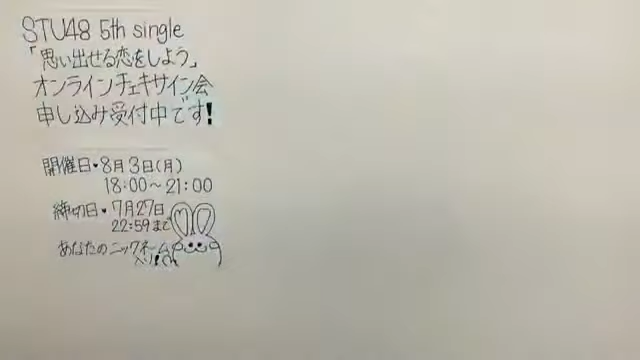 STU48 5th single
「思い出せる恋をしよう」
オンラインチェキサイン会
申し込み受付中です!
開催日・8月3日(月)
18:00～21:00
締切日・7月27日
22:59まで
あなたのニックネーム
入り!